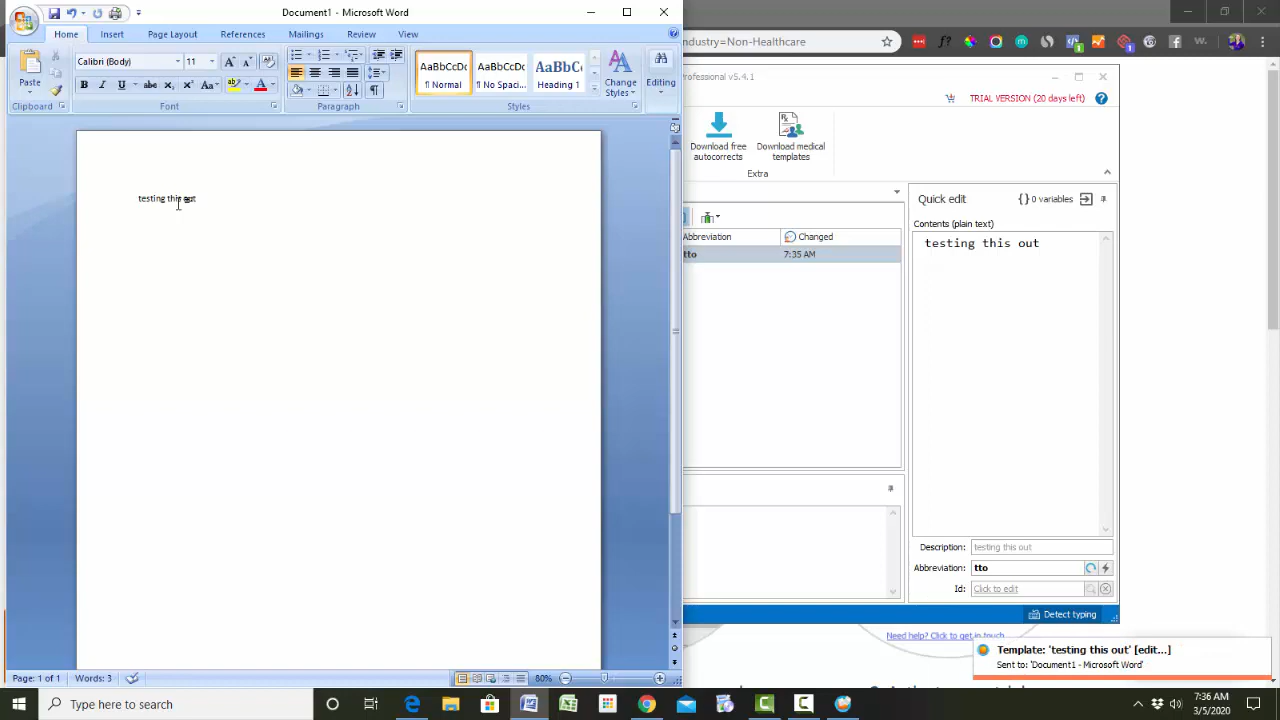 Document1 - Microsoft Word
Home Insert Page Layout References Mailings Review View
Paste
Clipboard
Calibri (Body) 11
Font
Paragraph
AaBbCcDc AaBbCcDc AaBbCc
¶ Normal ¶ No Spaci... Heading 1
Styles
Change Styles
Editing
testing this out
Page: 1 of 1 Words: 3 80%
industry=Non-Healthcare
Professional v5.4.1
TRIAL VERSION (20 days left)
Download free autocorrects
Download medical templates
Extra
Abbreviation Changed
tto 7:35 AM
Quick edit {} 0 variables
Contents (plain text)
testing this out
Description: testing this out
Abbreviation: tto
Id: Click to edit
Detect typing
Need help? Click to get in touch
Template: 'testing this out' [edit...]
Sent to: 'Document1 - Microsoft Word'
Type here to search
7:36 AM
3/5/2020